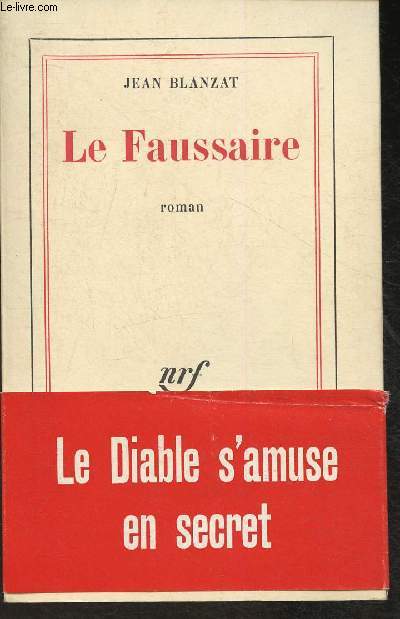 Le-livre.com
JEAN BLANZAT
Le Faussaire
roman
nrf
Le Diable s'amuse
en secret